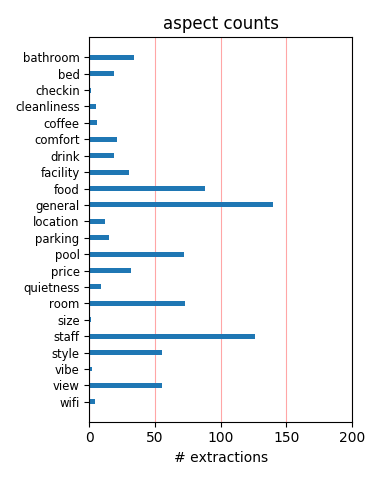 aspect counts
bathroom
bed
checkin
cleanliness
coffee
comfort
drink
facility
food
general
location
parking
pool
price
quietness
room
size
staff
style
vibe
view
wifi
0 50 100 150 200
# extractions